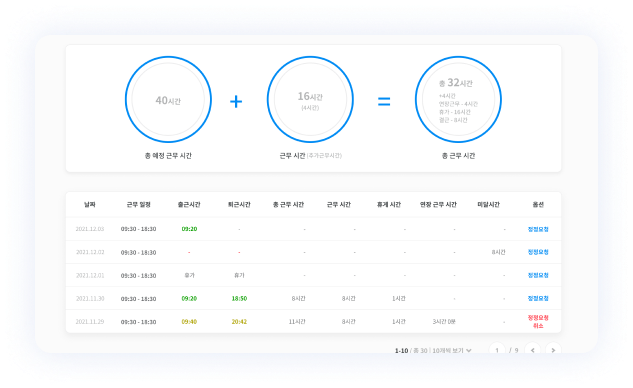 40시간
+
16시간
(4시간)
=
총 32시간
+4시간
연장근무 - 4시간
휴가 - 16시간
결근 - 8시간
총 예정 근무 시간
근무 시간 (추가근무시간)
총 근무 시간
날짜 근무 일정 출근시간 퇴근시간 총 근무 시간 근무 시간 휴게 시간 연장 근무 시간 미달시간 옵션
2021.12.03 09:30 - 18:30 09:20 - - - - - - 정정요청
2021.12.02 09:30 - 18:30 - - - - - - 8시간 정정요청
2021.12.01 09:30 - 18:30 휴가 휴가 - - - - - 정정요청
2021.11.30 09:30 - 18:30 09:20 18:50 8시간 8시간 1시간 - - 정정요청
2021.11.29 09:30 - 18:30 09:40 20:42 11시간 8시간 1시간 3시간 0분 - 정정요청
취소
1-10 / 총 30 | 10개씩 보기 1 / 9 < >